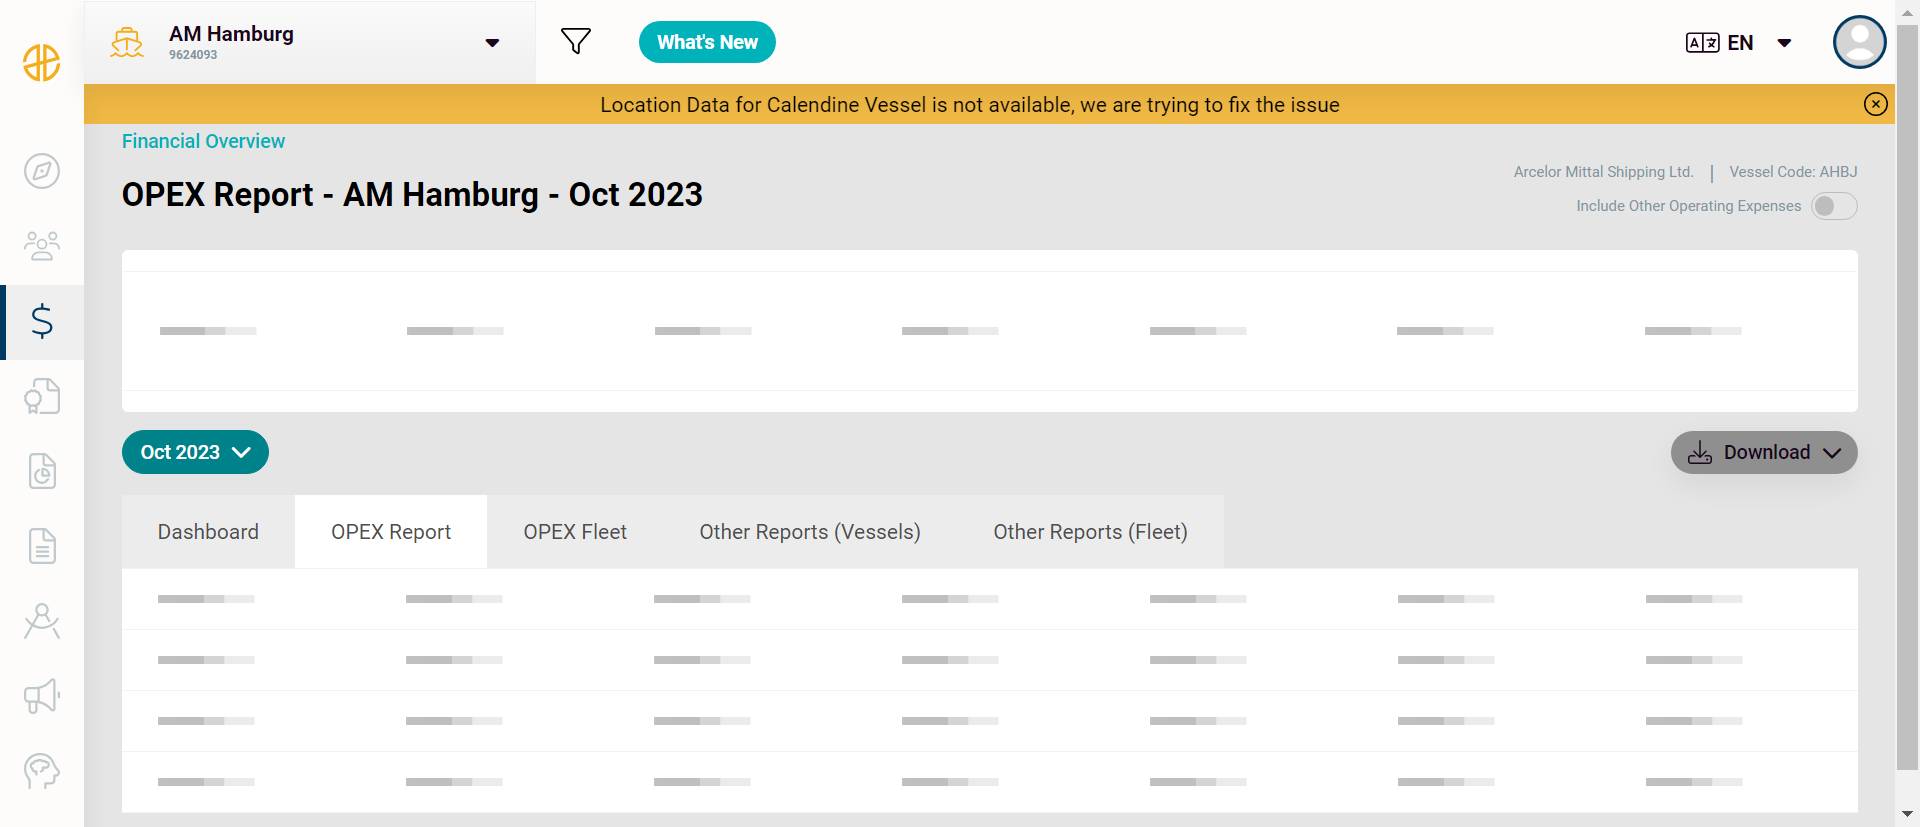 AM Hamburg
9624093
What's New
EN
Location Data for Calendine Vessel is not available, we are trying to fix the issue
Financial Overview
OPEX Report - AM Hamburg - Oct 2023
Arcelor Mittal Shipping Ltd. | Vessel Code: AHBJ
Include Other Operating Expenses
Oct 2023
Download
Dashboard
OPEX Report
OPEX Fleet
Other Reports (Vessels)
Other Reports (Fleet)